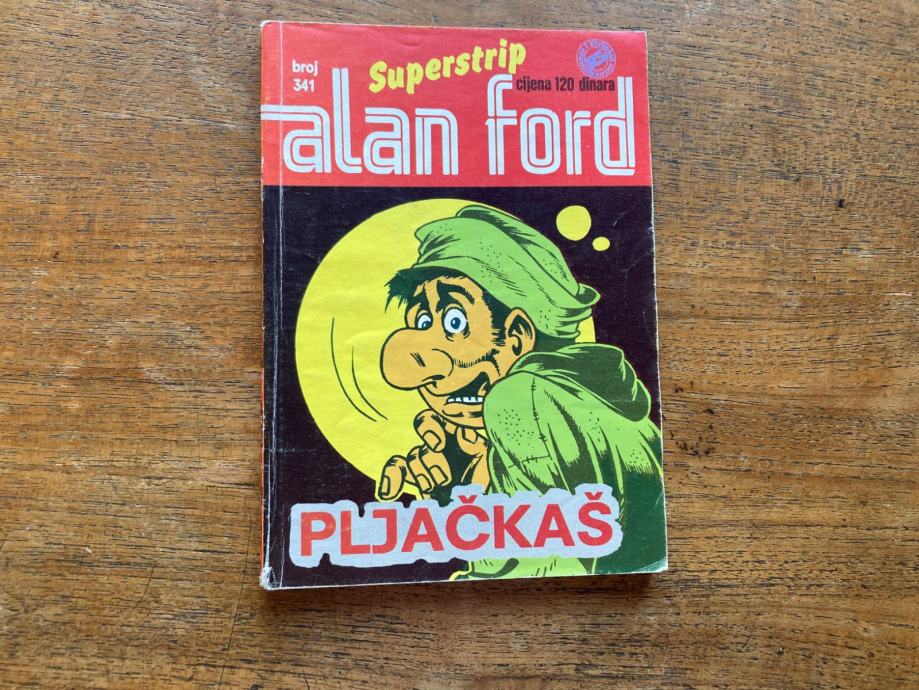 Superstrip
broj
341
cijena 120 dinara
alan ford
PLJAČKAŠ